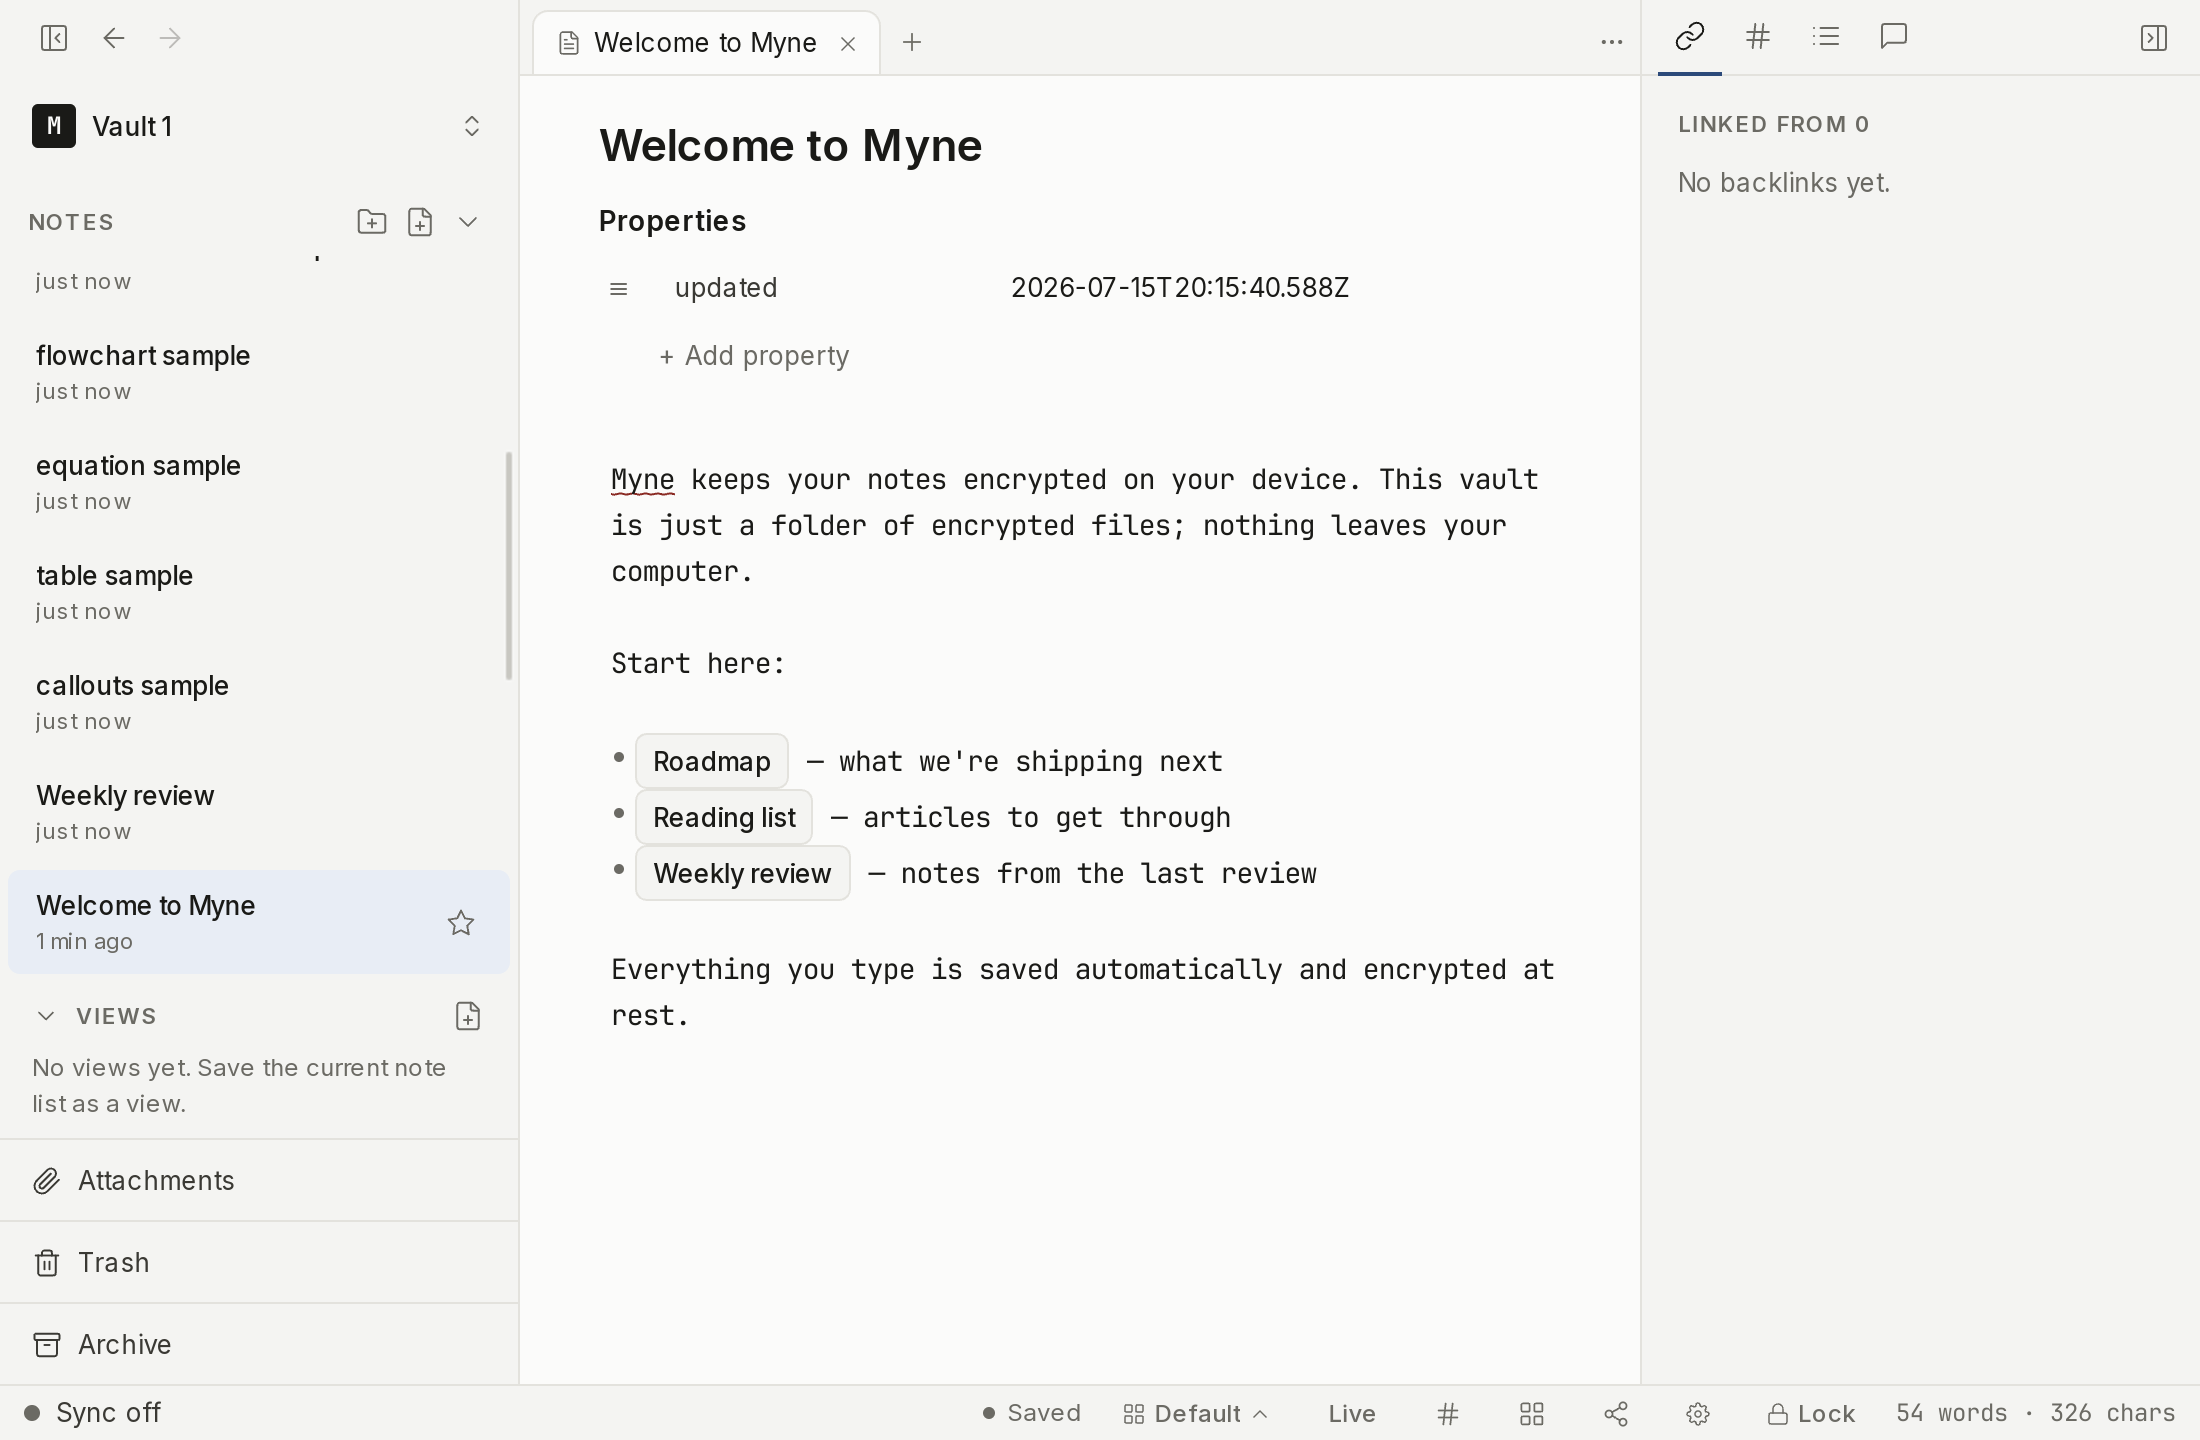 M Vault 1
NOTES
just now
flowchart sample
just now
equation sample
just now
table sample
just now
callouts sample
just now
Weekly review
just now
Welcome to Myne
1 min ago
VIEWS
No views yet. Save the current note
list as a view.
Attachments
Trash
Archive
Sync off
Welcome to Myne
Welcome to Myne
Properties
updated 2026-07-15T20:15:40.588Z
+ Add property
Myne keeps your notes encrypted on your device. This vault
is just a folder of encrypted files; nothing leaves your
computer.
Start here:
• Roadmap — what we're shipping next
• Reading list — articles to get through
• Weekly review — notes from the last review
Everything you type is saved automatically and encrypted at
rest.
LINKED FROM 0
No backlinks yet.
Saved Default Live Lock 54 words · 326 chars